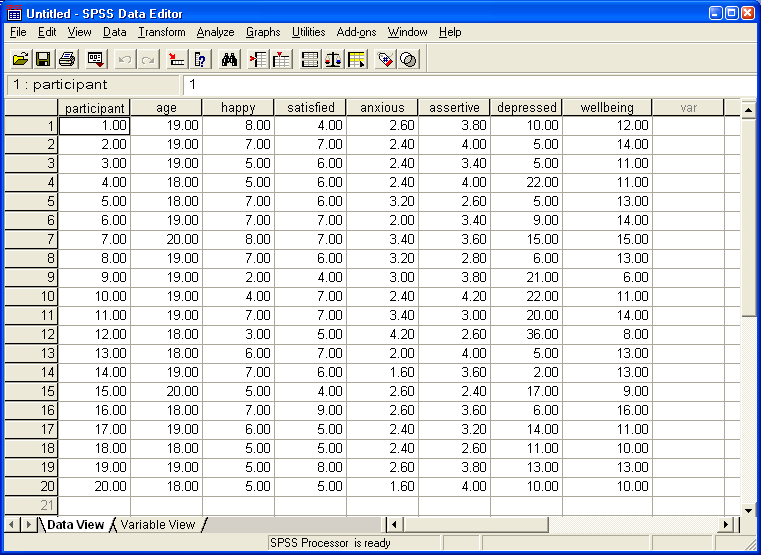 Untitled - SPSS Data Editor
File Edit View Data Transform Analyze Graphs Utilities Add-ons Window Help
1 : participant 1
participant age happy satisfied anxious assertive depressed wellbeing var
1 1.00 19.00 8.00 4.00 2.60 3.80 10.00 12.00
2 2.00 19.00 7.00 7.00 2.40 4.00 5.00 14.00
3 3.00 19.00 5.00 6.00 2.40 3.40 5.00 11.00
4 4.00 18.00 5.00 6.00 2.40 4.00 22.00 11.00
5 5.00 18.00 7.00 6.00 3.20 2.60 5.00 13.00
6 6.00 19.00 7.00 7.00 2.00 3.40 9.00 14.00
7 7.00 20.00 8.00 7.00 3.40 3.60 15.00 15.00
8 8.00 19.00 7.00 6.00 3.20 2.80 6.00 13.00
9 9.00 19.00 2.00 4.00 3.00 3.80 21.00 6.00
10 10.00 19.00 4.00 7.00 2.40 4.20 22.00 11.00
11 11.00 19.00 7.00 7.00 3.40 3.00 20.00 14.00
12 12.00 18.00 3.00 5.00 4.20 2.60 36.00 8.00
13 13.00 18.00 6.00 7.00 2.00 4.00 5.00 13.00
14 14.00 19.00 7.00 6.00 1.60 3.60 2.00 13.00
15 15.00 20.00 5.00 4.00 2.60 2.40 17.00 9.00
16 16.00 18.00 7.00 9.00 2.60 3.60 6.00 16.00
17 17.00 19.00 6.00 5.00 2.40 3.20 14.00 11.00
18 18.00 18.00 5.00 5.00 2.40 2.60 11.00 10.00
19 19.00 19.00 5.00 8.00 2.60 3.80 13.00 13.00
20 20.00 18.00 5.00 5.00 1.60 4.00 10.00 10.00
21
Data View Variable View
SPSS Processor is ready